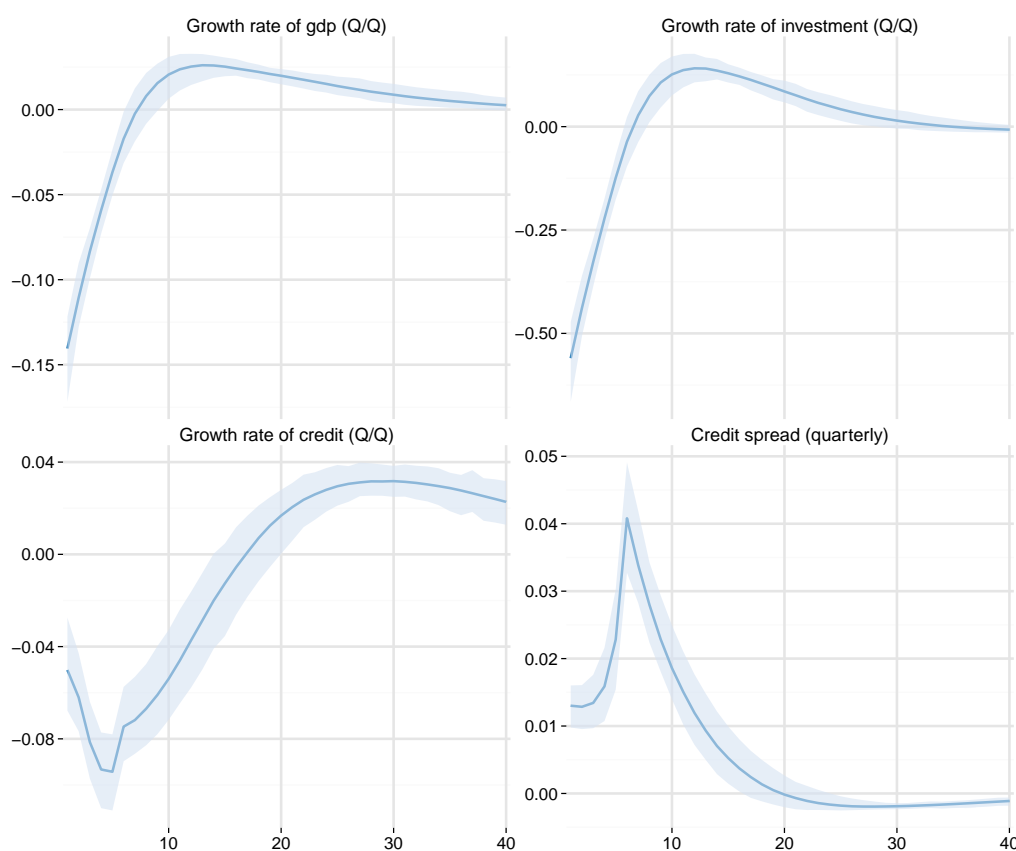 Growth rate of gdp (Q/Q)
Growth rate of investment (Q/Q)
0.00
−0.05
−0.10
−0.15
0.00
−0.25
−0.50
Growth rate of credit (Q/Q)
Credit spread (quarterly)
0.04
0.00
−0.04
−0.08
0.05
0.04
0.03
0.02
0.01
0.00
10 20 30 40
10 20 30 40